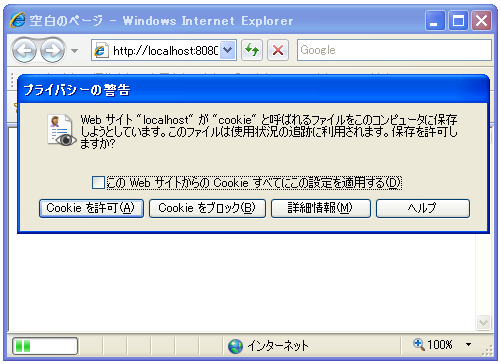 空白のページ - Windows Internet Explorer
http://localhost:8080
Google
プライバシーの警告
Web サイト "localhost" が "cookie" と呼ばれるファイルをこのコンピュータに保存
しようとしています。このファイルは使用状況の追跡に利用されます。保存を許可し
ますか?
この Web サイトからの Cookie すべてにこの設定を適用する(D)
Cookie を許可(A)
Cookie をブロック(B)
詳細情報(M)
ヘルプ
インターネット
100%